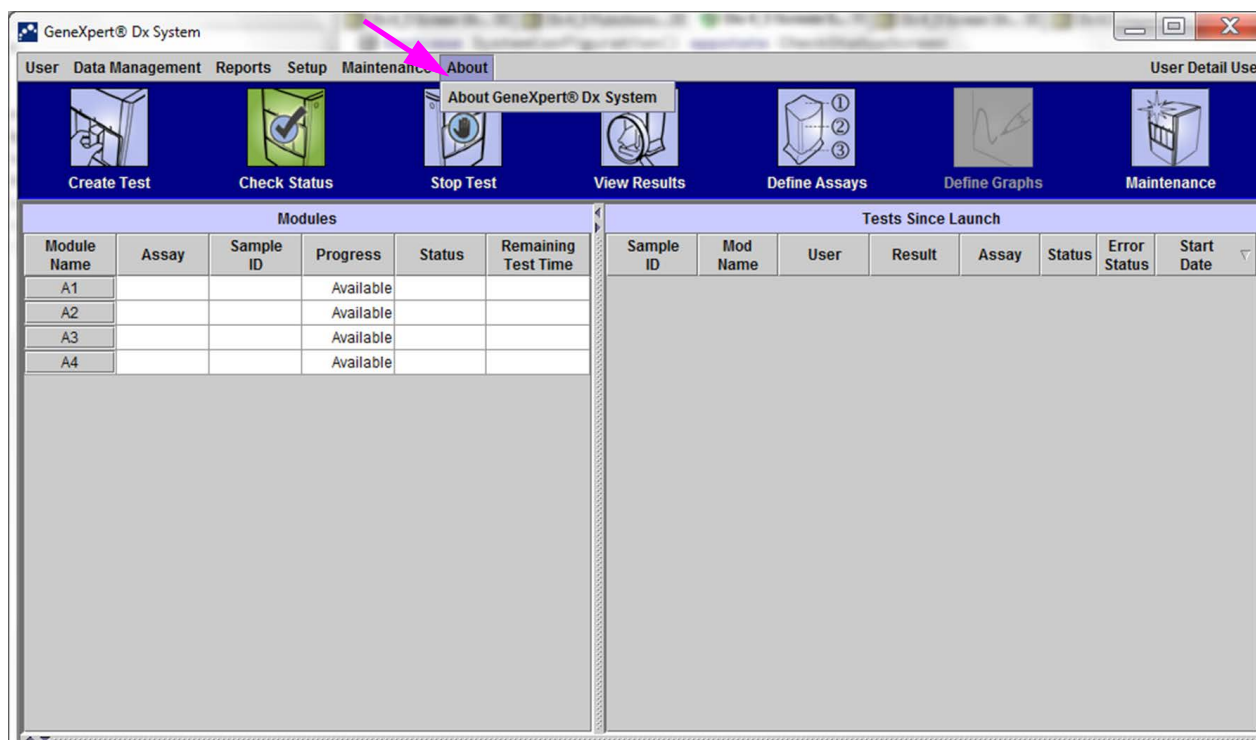 GeneXpert® Dx System
User Data Management Reports Setup Maintenance About
User Detail Use
About GeneXpert® Dx System
① ② ③
Create Test Check Status Stop Test View Results Define Assays Define Graphs Maintenance
Modules
Module Name Assay Sample ID Progress Status Remaining Test Time
A1 Available
A2 Available
A3 Available
A4 Available
Tests Since Launch
Sample ID Mod Name User Result Assay Status Error Status Start Date